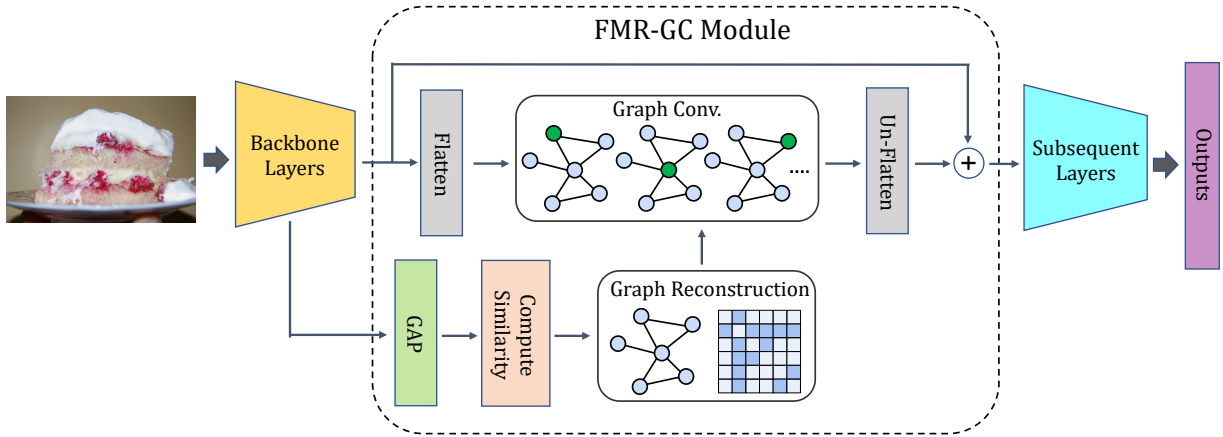 FMR-GC Module
Backbone
Layers
Flatten
Graph Conv.
....
Un-Flatten
+
Subsequent
Layers
Outputs
GAP
Compute
Similarity
Graph Reconstruction